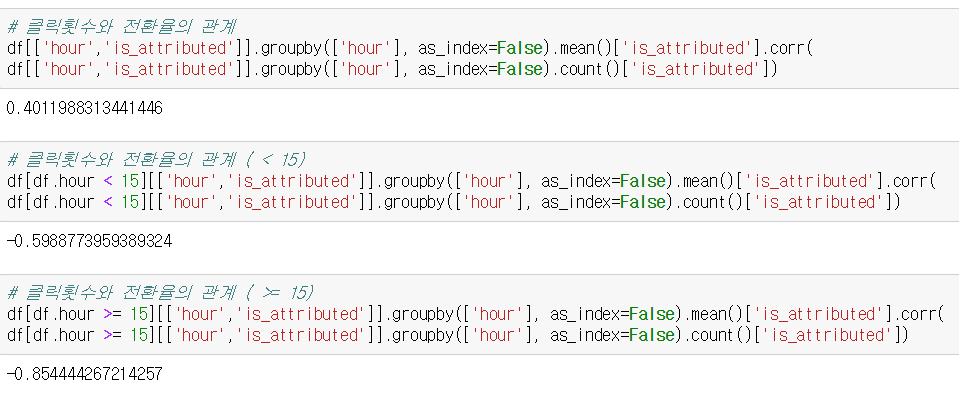 # 클릭횟수와 전환율의 관계
df[['hour','is_attributed']].groupby(['hour'], as_index=False).mean()['is_attributed'].corr(
df[['hour','is_attributed']].groupby(['hour'], as_index=False).count()['is_attributed'])
0.4011988313441446
# 클릭횟수와 전환율의 관계 ( < 15)
df[df.hour < 15][['hour','is_attributed']].groupby(['hour'], as_index=False).mean()['is_attributed'].corr(
df[df.hour < 15][['hour','is_attributed']].groupby(['hour'], as_index=False).count()['is_attributed'])
-0.5988773959389324
# 클릭횟수와 전환율의 관계 ( >= 15)
df[df.hour >= 15][['hour','is_attributed']].groupby(['hour'], as_index=False).mean()['is_attributed'].corr(
df[df.hour >= 15][['hour','is_attributed']].groupby(['hour'], as_index=False).count()['is_attributed'])
-0.854444267214257